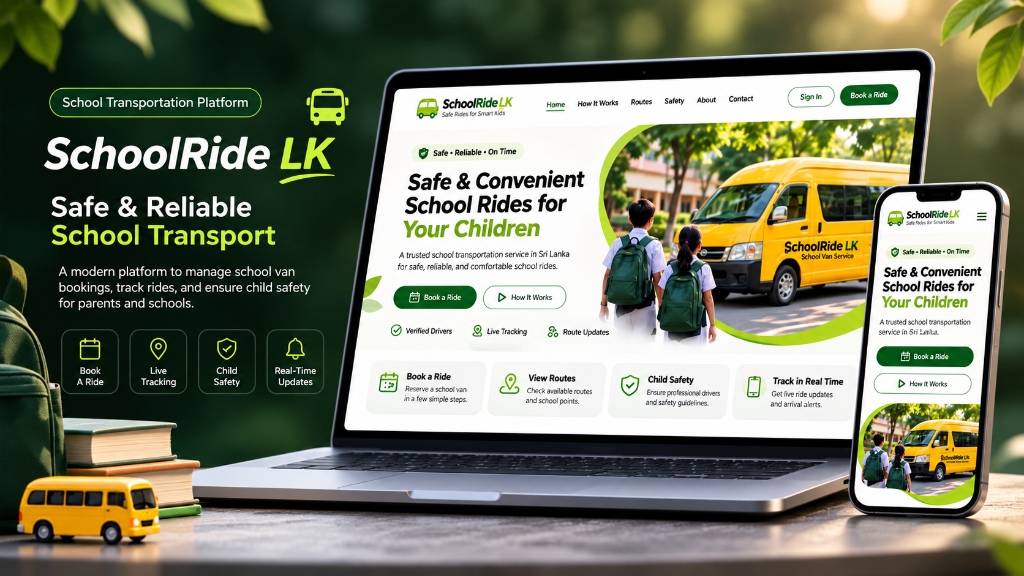 School Transportation Platform
SchoolRide LK
Safe & Reliable
School Transport
A modern platform to manage school van
bookings, track rides, and ensure child safety
for parents and schools.
Book
A Ride
Live
Tracking
Child
Safety
Real-Time
Updates
SchoolRide LK
Safe Rides for Smart Kids
Home
How It Works
Routes
Safety
About
Contact
Sign In
Book a Ride
Safe • Reliable • On Time
Safe & Convenient
School Rides for
Your Children
A trusted school transportation service in Sri Lanka
for safe, reliable, and comfortable school rides.
Book a Ride
How It Works
Verified Drivers
Live Tracking
Route Updates
SchoolRide LK
School Van Service
Book a Ride
Reserve a school van
in a few simple steps.
View Routes
Check available routes
and school points.
Child Safety
Ensure professional drivers
and safety guidelines.
Track in Real Time
Get live ride updates
and arrival alerts.
SchoolRide LK
Safe Rides for Smart Kids
Safe • Reliable • On Time
Safe & Convenient
School Rides for
Your Children
A trusted school transportation
service in Sri Lanka.
Book a Ride
How It Works
SchoolRide LK